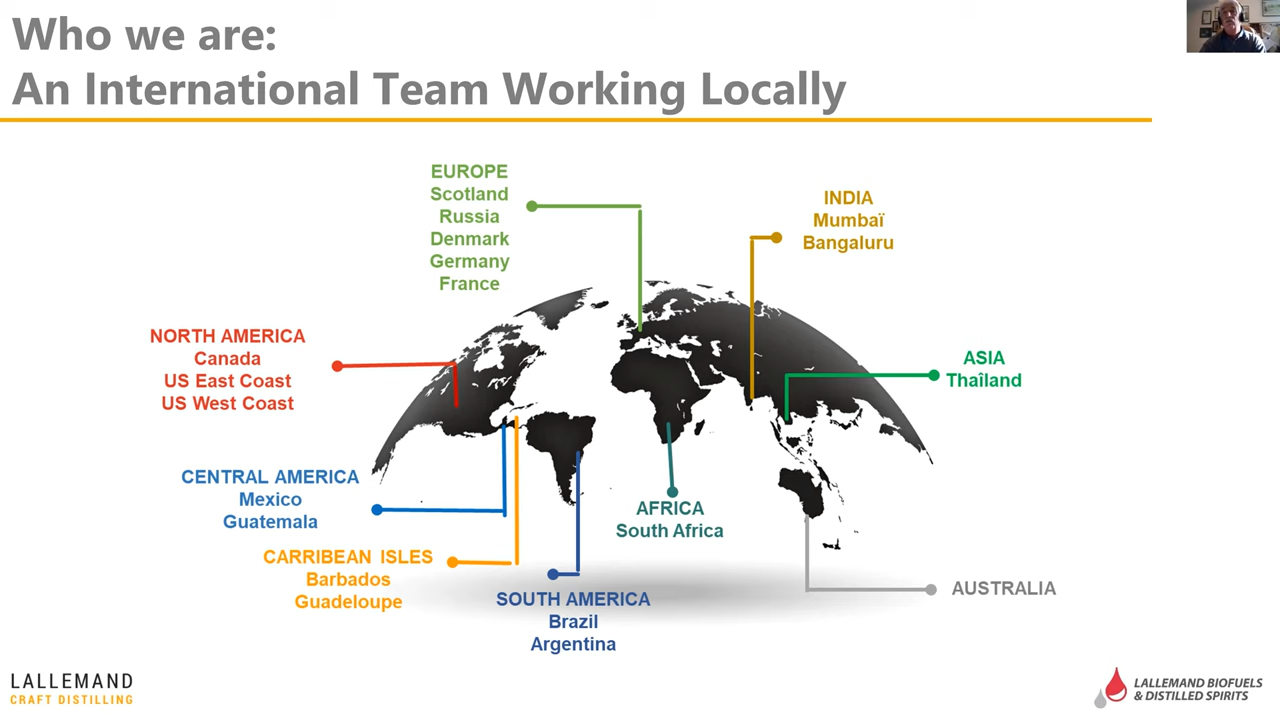 Who we are:
An International Team Working Locally
EUROPE
Scotland
Russia
Denmark
Germany
France
INDIA
Mumbaï
Bangaluru
NORTH AMERICA
Canada
US East Coast
US West Coast
ASIA
Thaîland
CENTRAL AMERICA
Mexico
Guatemala
AFRICA
South Africa
CARRIBEAN ISLES
Barbados
Guadeloupe
SOUTH AMERICA
Brazil
Argentina
AUSTRALIA
LALLEMAND
CRAFT DISTILLING
LALLEMAND BIOFUELS
& DISTILLED SPIRITS